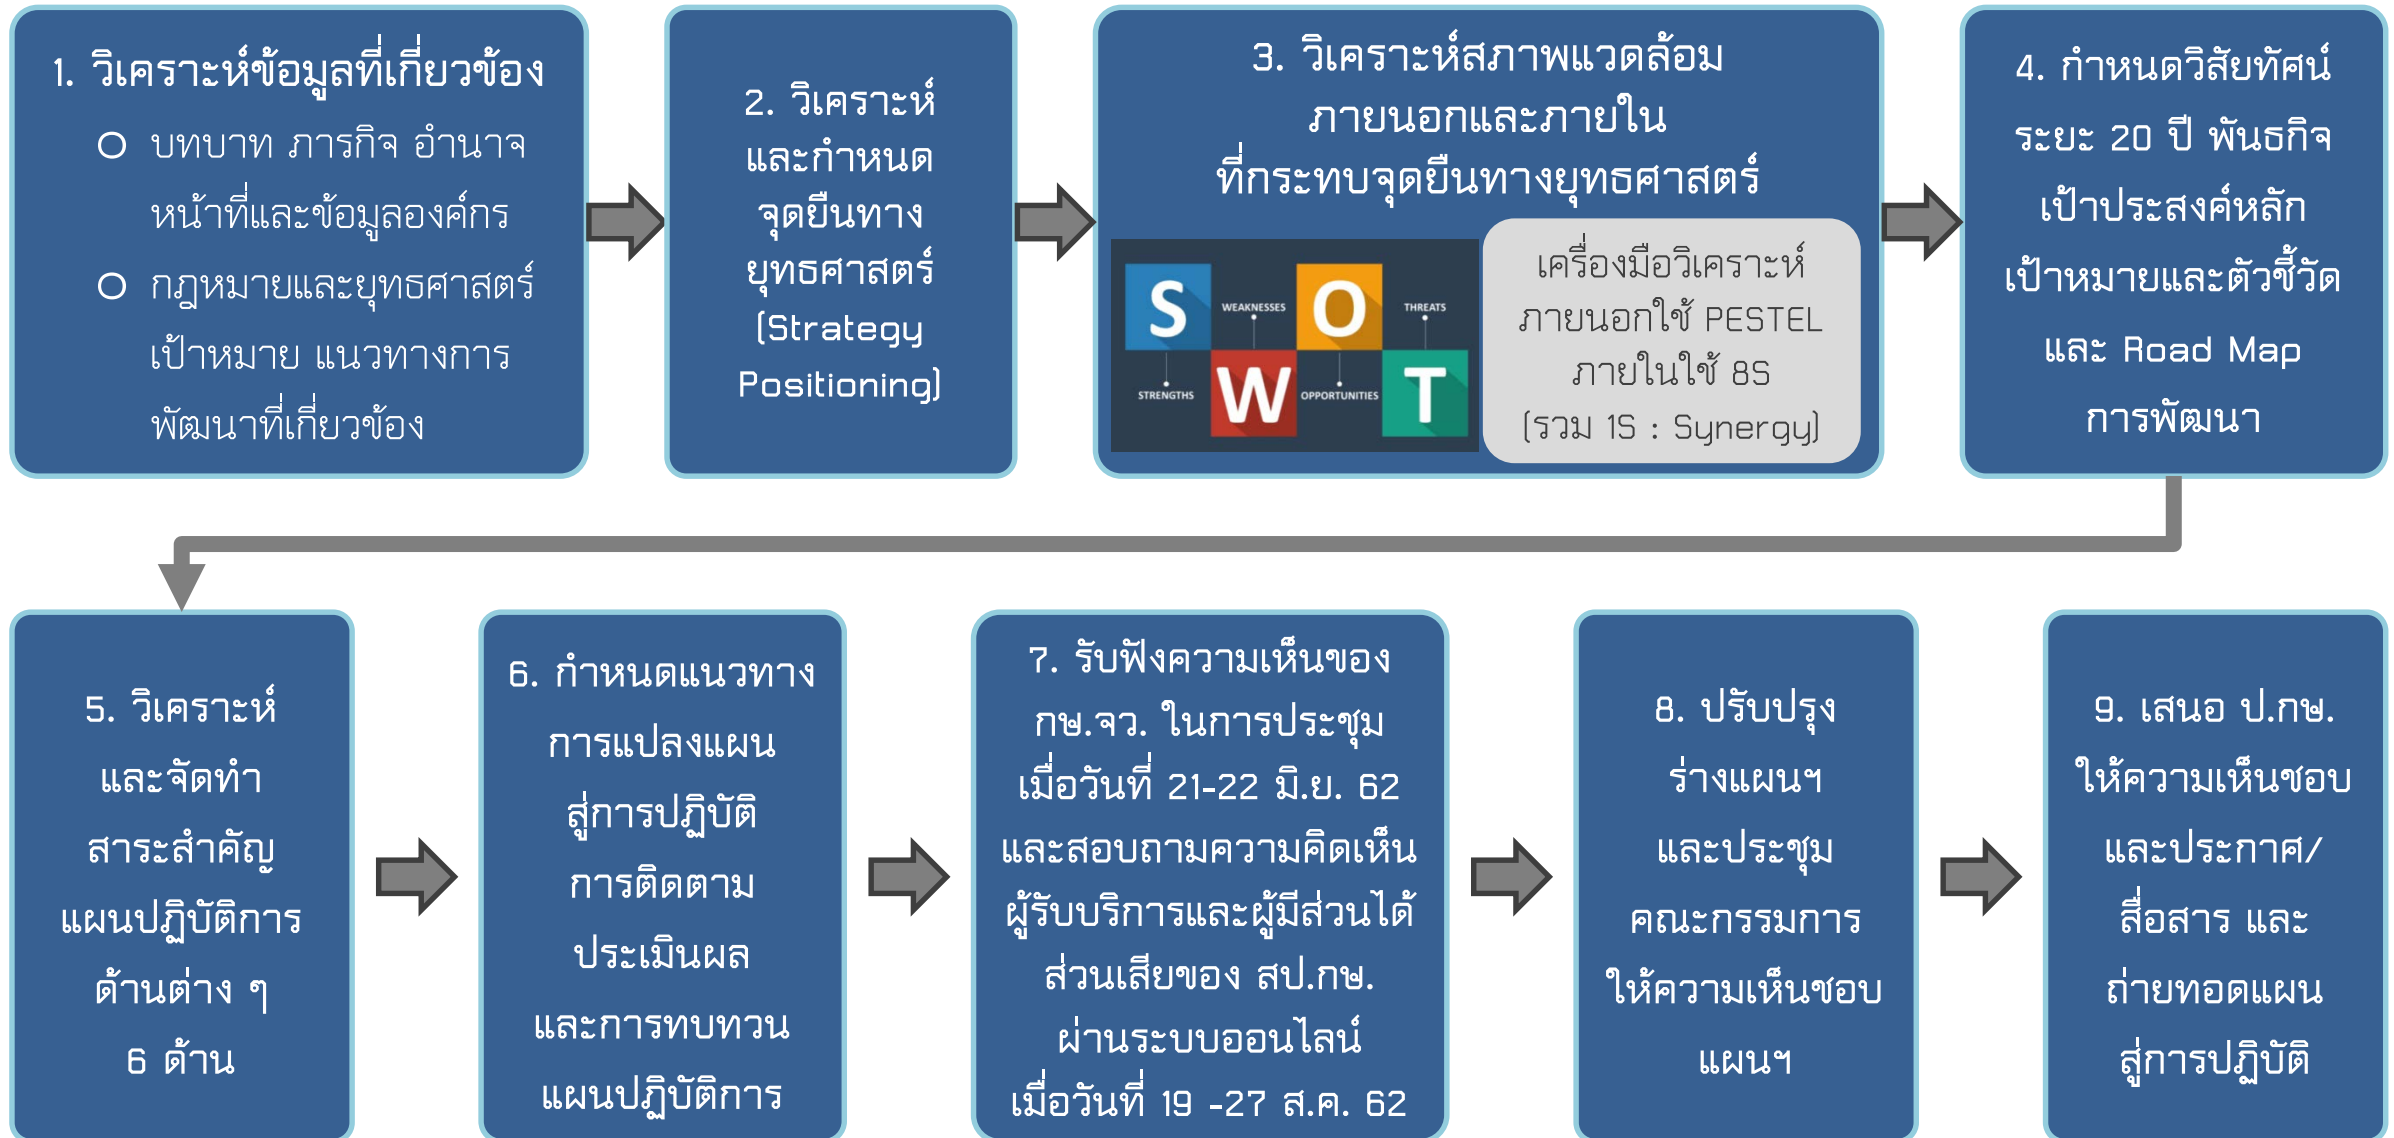 1. วิเคราะห์ข้อมูลที่เกี่ยวข้อง
O บทบาท ภารกิจ อำนาจ
หน้าที่และข้อมูลองค์กร
O กฎหมายและยุทธศาสตร์
เป้าหมาย แนวทางการ
พัฒนาที่เกี่ยวข้อง
2. วิเคราะห์
และกำหนด
จุดยืนทาง
ยุทธศาสตร์
(Strategy
Positioning)
3. วิเคราะห์สภาพแวดล้อม
ภายนอกและภายใน
ที่กระทบจุดยืนทางยุทธศาสตร์
S
WEAKNESSES
O
THREATS
STRENGTHS
W
OPPORTUNITIES
T
เครื่องมือวิเคราะห์
ภายนอกใช้ PESTEL
ภายในใช้ 8S
(รวม 1S : Synergy)
4. กำหนดวิสัยทัศน์
ระยะ 20 ปี พันธกิจ
เป้าประสงค์หลัก
เป้าหมายและตัวชี้วัด
และ Road Map
การพัฒนา
5. วิเคราะห์
และจัดทำ
สาระสำคัญ
แผนปฏิบัติการ
ด้านต่าง ๆ
6 ด้าน
6. กำหนดแนวทาง
การแปลงแผน
สู่การปฏิบัติ
การติดตาม
ประเมินผล
และการทบทวน
แผนปฏิบัติการ
7. รับฟังความเห็นของ
กษ.จว. ในการประชุม
เมื่อวันที่ 21-22 มิ.ย. 62
และสอบถามความคิดเห็น
ผู้รับบริการและผู้มีส่วนได้
ส่วนเสียของ สป.กษ.
ผ่านระบบออนไลน์
เมื่อวันที่ 19 -27 ส.ค. 62
8. ปรับปรุง
ร่างแผนฯ
และประชุม
คณะกรรมการ
ให้ความเห็นชอบ
แผนฯ
9. เสนอ ป.กษ.
ให้ความเห็นชอบ
และประกาศ/
สื่อสาร และ
ถ่ายทอดแผน
สู่การปฏิบัติ